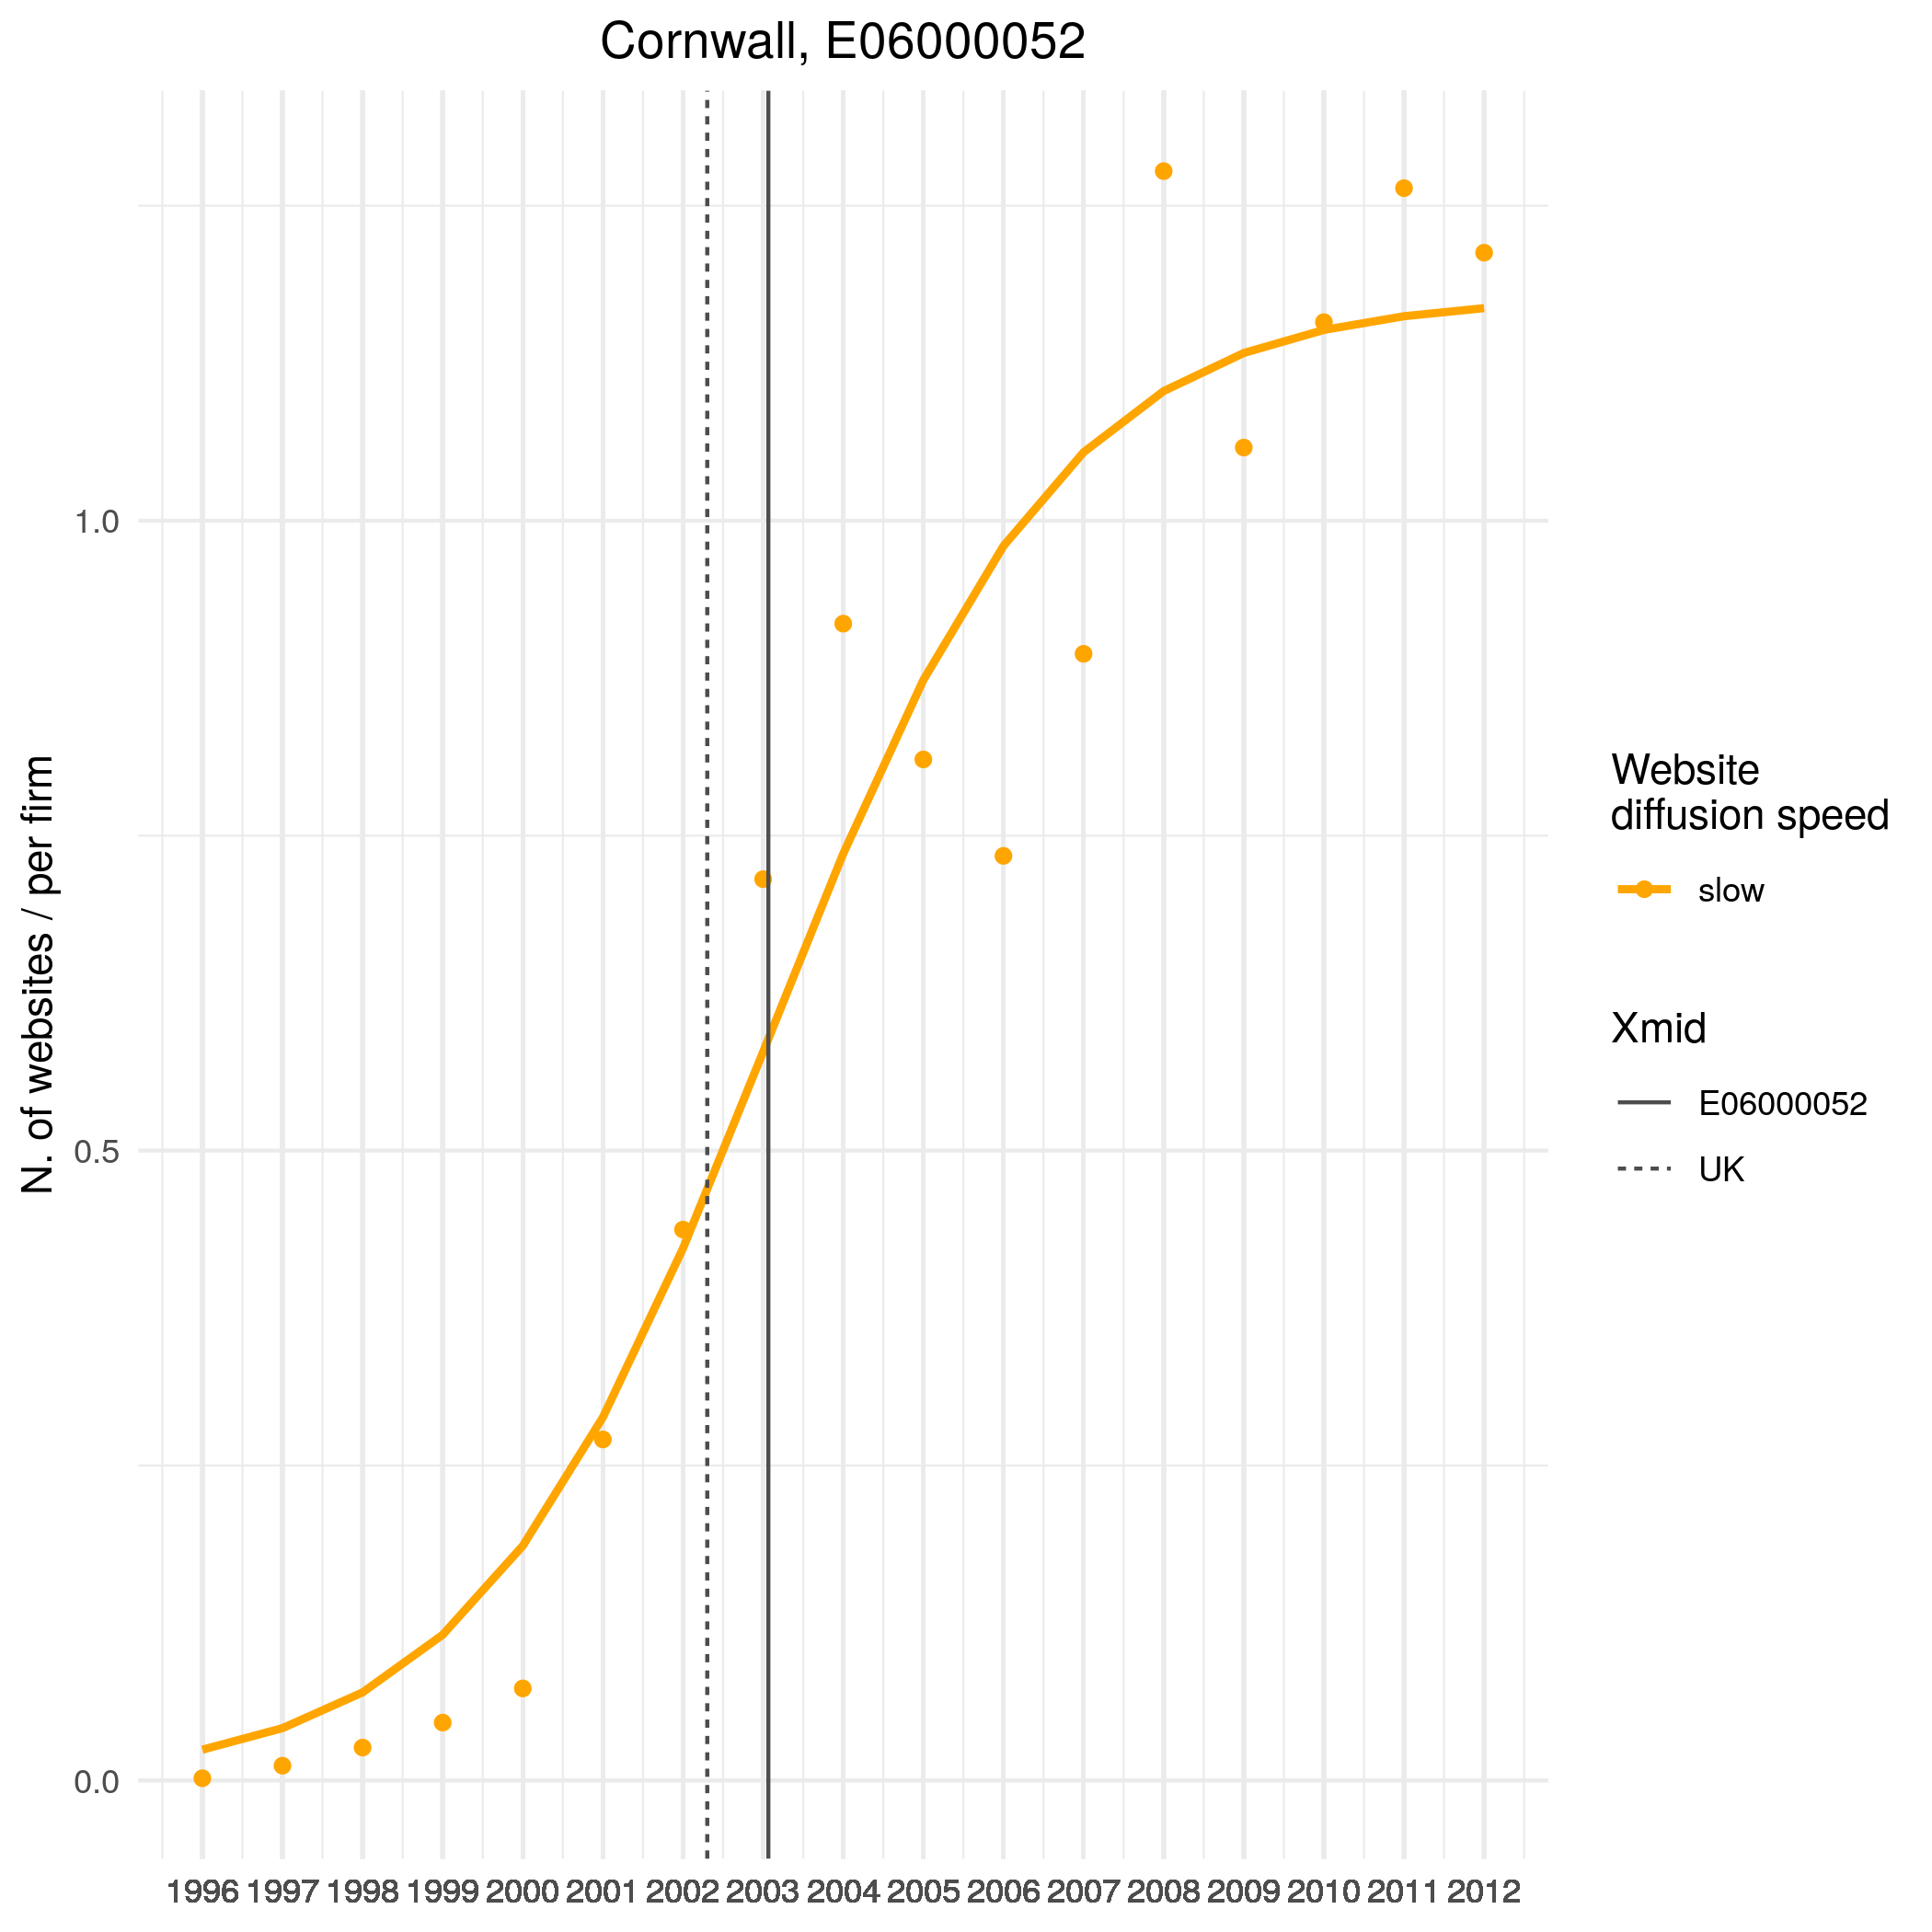 Cornwall, E06000052
N. of websites / per firm
1.0
0.5
0.0
1996 1997 1998 1999 2000 2001 2002 2003 2004 2005 2006 2007 2008 2009 2010 2011 2012
Website
diffusion speed
slow
Xmid
E06000052
UK